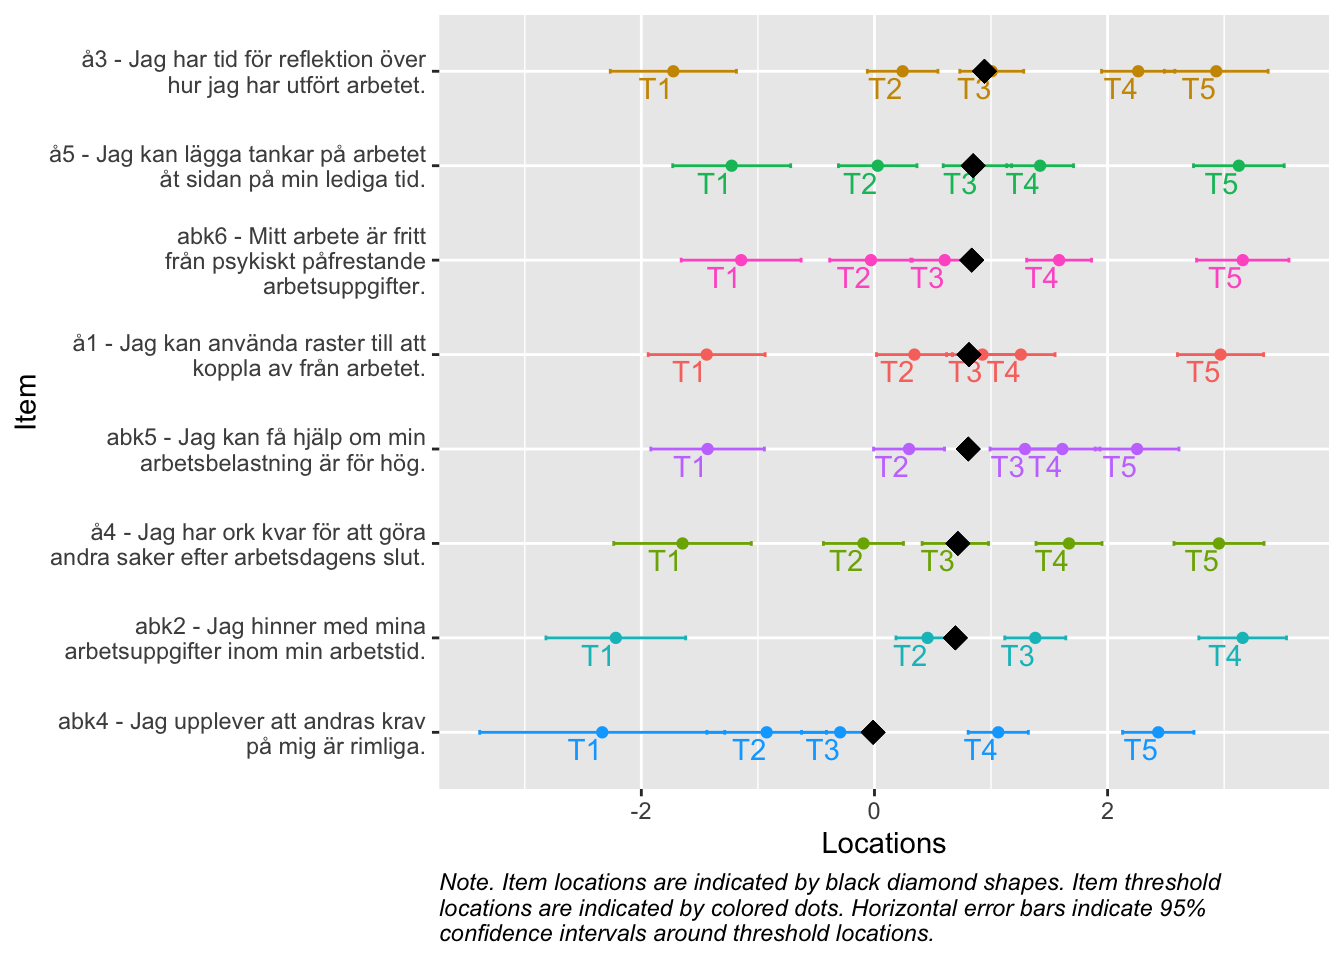 å3 - Jag har tid för reflektion över
hur jag har utfört arbetet.
T1 T2 T3 T4 T5
å5 - Jag kan lägga tankar på arbetet
åt sidan på min lediga tid.
T1 T2 T3 T4 T5
abk6 - Mitt arbete är fritt
från psykiskt påfrestande
arbetsuppgifter.
T1 T2 T3 T4 T5
å1 - Jag kan använda raster till att
koppla av från arbetet.
T1 T2 T3 T4 T5
abk5 - Jag kan få hjälp om min
arbetsbelastning är för hög.
T1 T2 T3 T4 T5
å4 - Jag har ork kvar för att göra
andra saker efter arbetsdagens slut.
T1 T2 T3 T4 T5
abk2 - Jag hinner med mina
arbetsuppgifter inom min arbetstid.
T1 T2 T3 T4
abk4 - Jag upplever att andras krav
på mig är rimliga.
T1 T2 T3 T4 T5
Item
-2 0 2
Locations
Note. Item locations are indicated by black diamond shapes. Item threshold
locations are indicated by colored dots. Horizontal error bars indicate 95%
confidence intervals around threshold locations.